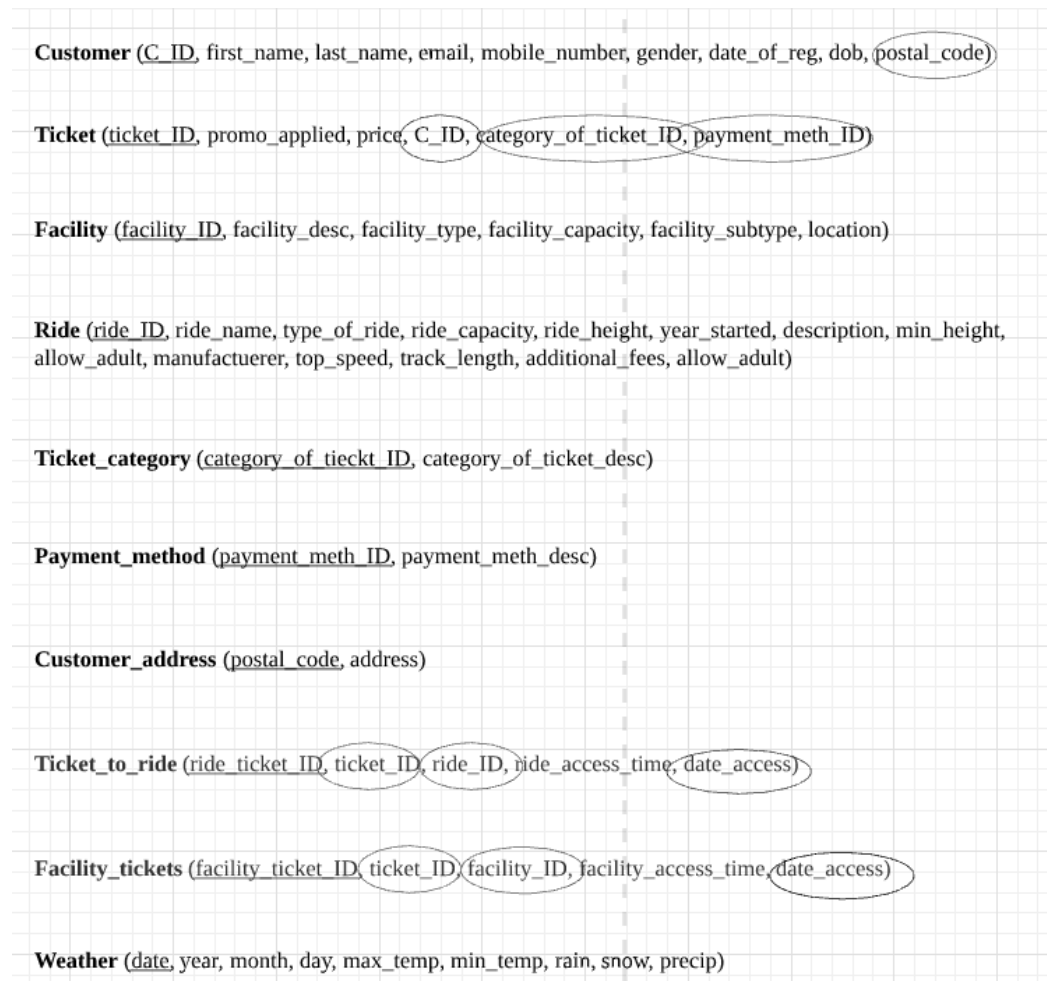 Customer (C_ID, first_name, last_name, email, mobile_number, gender, date_of_reg, dob, postal_code)
Ticket (ticket_ID, promo_applied, price, C_ID, category_of_ticket_ID, payment_meth_ID)
Facility (facility_ID, facility_desc, facility_type, facility_capacity, facility_subtype, location)
Ride (ride_ID, ride_name, type_of_ride, ride_capacity, ride_height, year_started, description, min_height,
allow_adult, manufactuerer, top_speed, track_length, additional_fees, allow_adult)
Ticket_category (category_of_tieckt_ID, category_of_ticket_desc)
Payment_method (payment_meth_ID, payment_meth_desc)
Customer_address (postal_code, address)
Ticket_to_ride (ride_ticket_ID, ticket_ID, ride_ID, ride_access_time, date_access)
Facility_tickets (facility_ticket_ID, ticket_ID, facility_ID, facility_access_time, date_access)
Weather (date, year, month, day, max_temp, min_temp, rain, snow, precip)